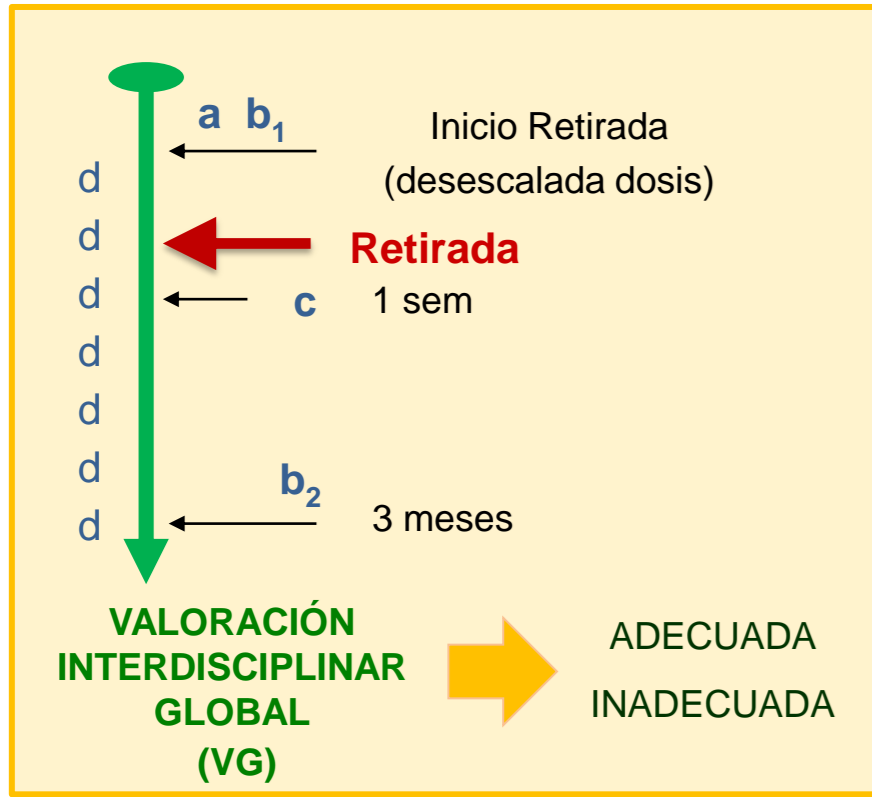 a b₁
Inicio Retirada
(desescalada dosis)
d
d
Retirada
d
c 1 sem
d
d
d
b₂
d
3 meses
VALORACIÓN
INTERDISCIPLINAR
GLOBAL
(VG)
ADECUADA
INADECUADA